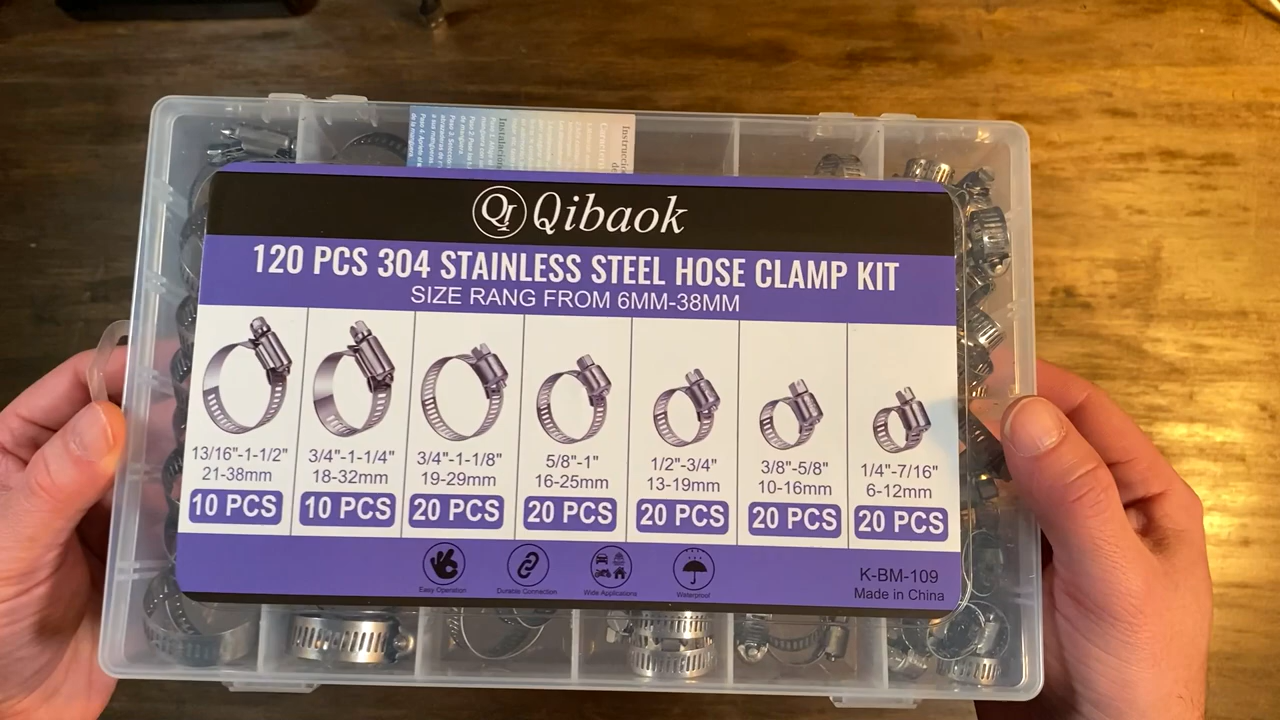 Qi Qibaok
120 PCS 304 STAINLESS STEEL HOSE CLAMP KIT
SIZE RANG FROM 6MM-38MM
13/16"-1-1/2"
21-38mm
10 PCS
3/4"-1-1/4"
18-32mm
10 PCS
3/4"-1-1/8"
19-29mm
20 PCS
5/8"-1"
16-25mm
20 PCS
1/2"-3/4"
13-19mm
20 PCS
3/8"-5/8"
10-16mm
20 PCS
1/4"-7/16"
6-12mm
20 PCS
Easy Operation
Durable Connection
Wide Applications
Waterproof
K-BM-109
Made in China